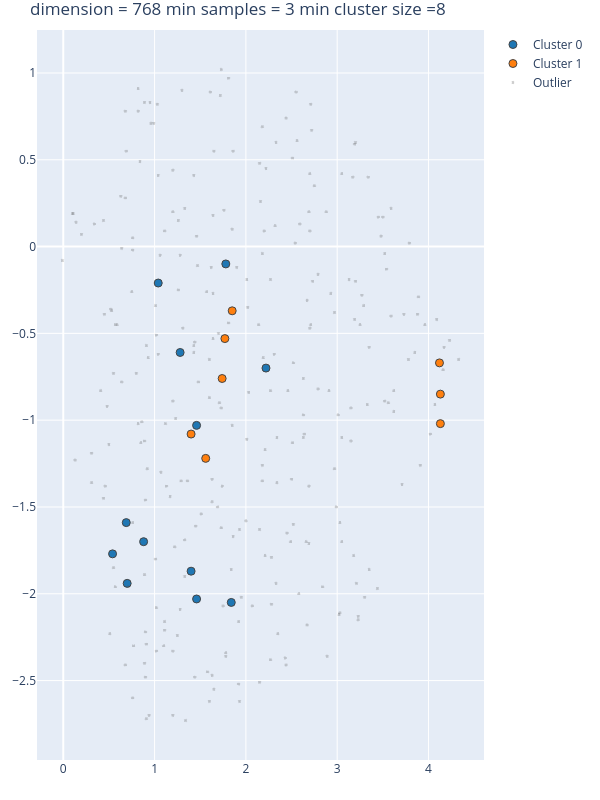 dimension = 768 min samples = 3 min cluster size =8
Cluster 0
Cluster 1
Outlier
1
0.5
0
−0.5
−1
−1.5
−2
−2.5
0 1 2 3 4